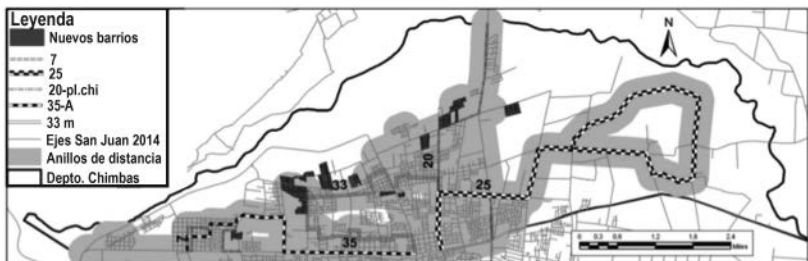 Leyenda
Nuevos barrios
7
25
20-pl.chi
35-A
33 m
Ejes San Juan 2014
Anillos de distancia
Depto. Chimbas
N
20
33
25
7
35
0 0.3 0.6 1.2 1.8 2.4
Miles